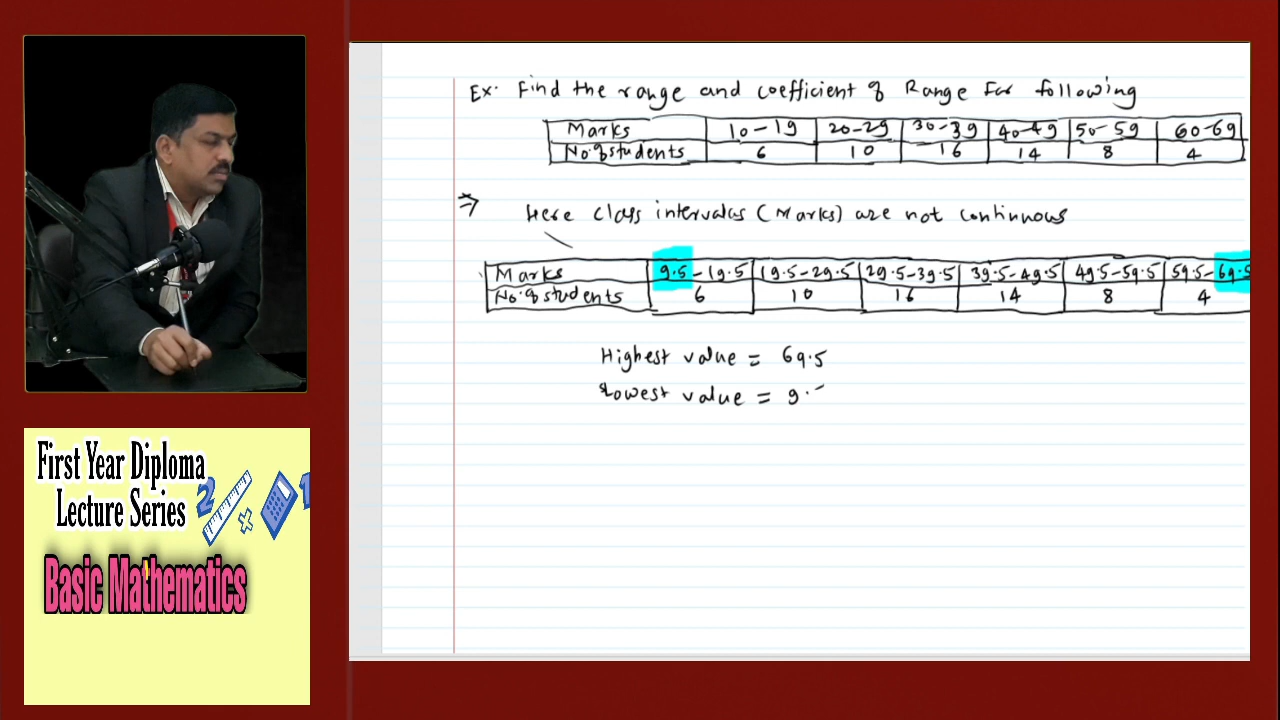 Ex. Find the range and coefficient of Range For following
Marks 10-19 20-29 30-39 40-49 50-59 60-69
No. of students 6 10 16 14 8 4
⇒ Here class intervalas (Marks) are not continuous
Marks 9.5-19.5 19.5-29.5 29.5-39.5 39.5-49.5 49.5-59.5 59.5-69.5
No. of students 6 10 16 14 8 4
Highest value = 69.5
Lowest value = 9.
First Year Diploma
Lecture Series
2 × 1
Basic Mathematics